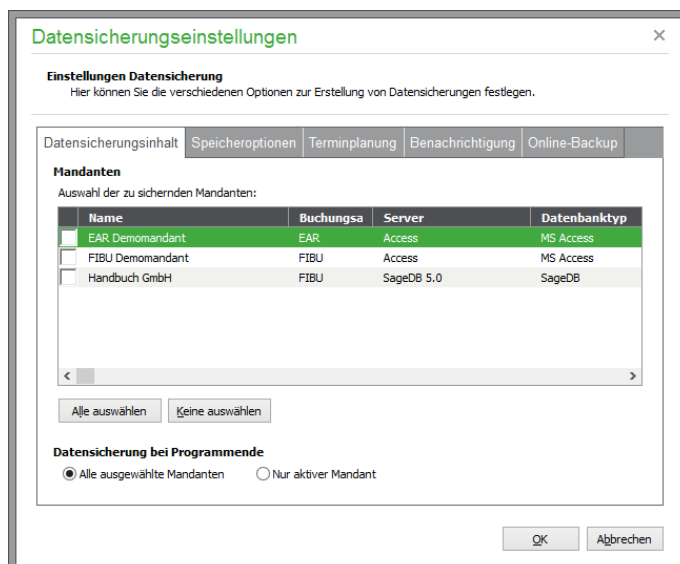 Datensicherungseinstellungen
Einstellungen Datensicherung
Hier können Sie die verschiedenen Optionen zur Erstellung von Datensicherungen festlegen.
Datensicherungsinhalt Speicheroptionen Terminplanung Benachrichtigung Online-Backup
Mandanten
Auswahl der zu sichernden Mandanten:
Name Buchungsa Server Datenbanktyp
EAR Demomandant EAR Access MS Access
FIBU Demomandant FIBU Access MS Access
Handbuch GmbH FIBU SageDB 5.0 SageDB
Alle auswählen Keine auswählen
Datensicherung bei Programmende
Alle ausgewählte Mandanten Nur aktiver Mandant
OK Abbrechen